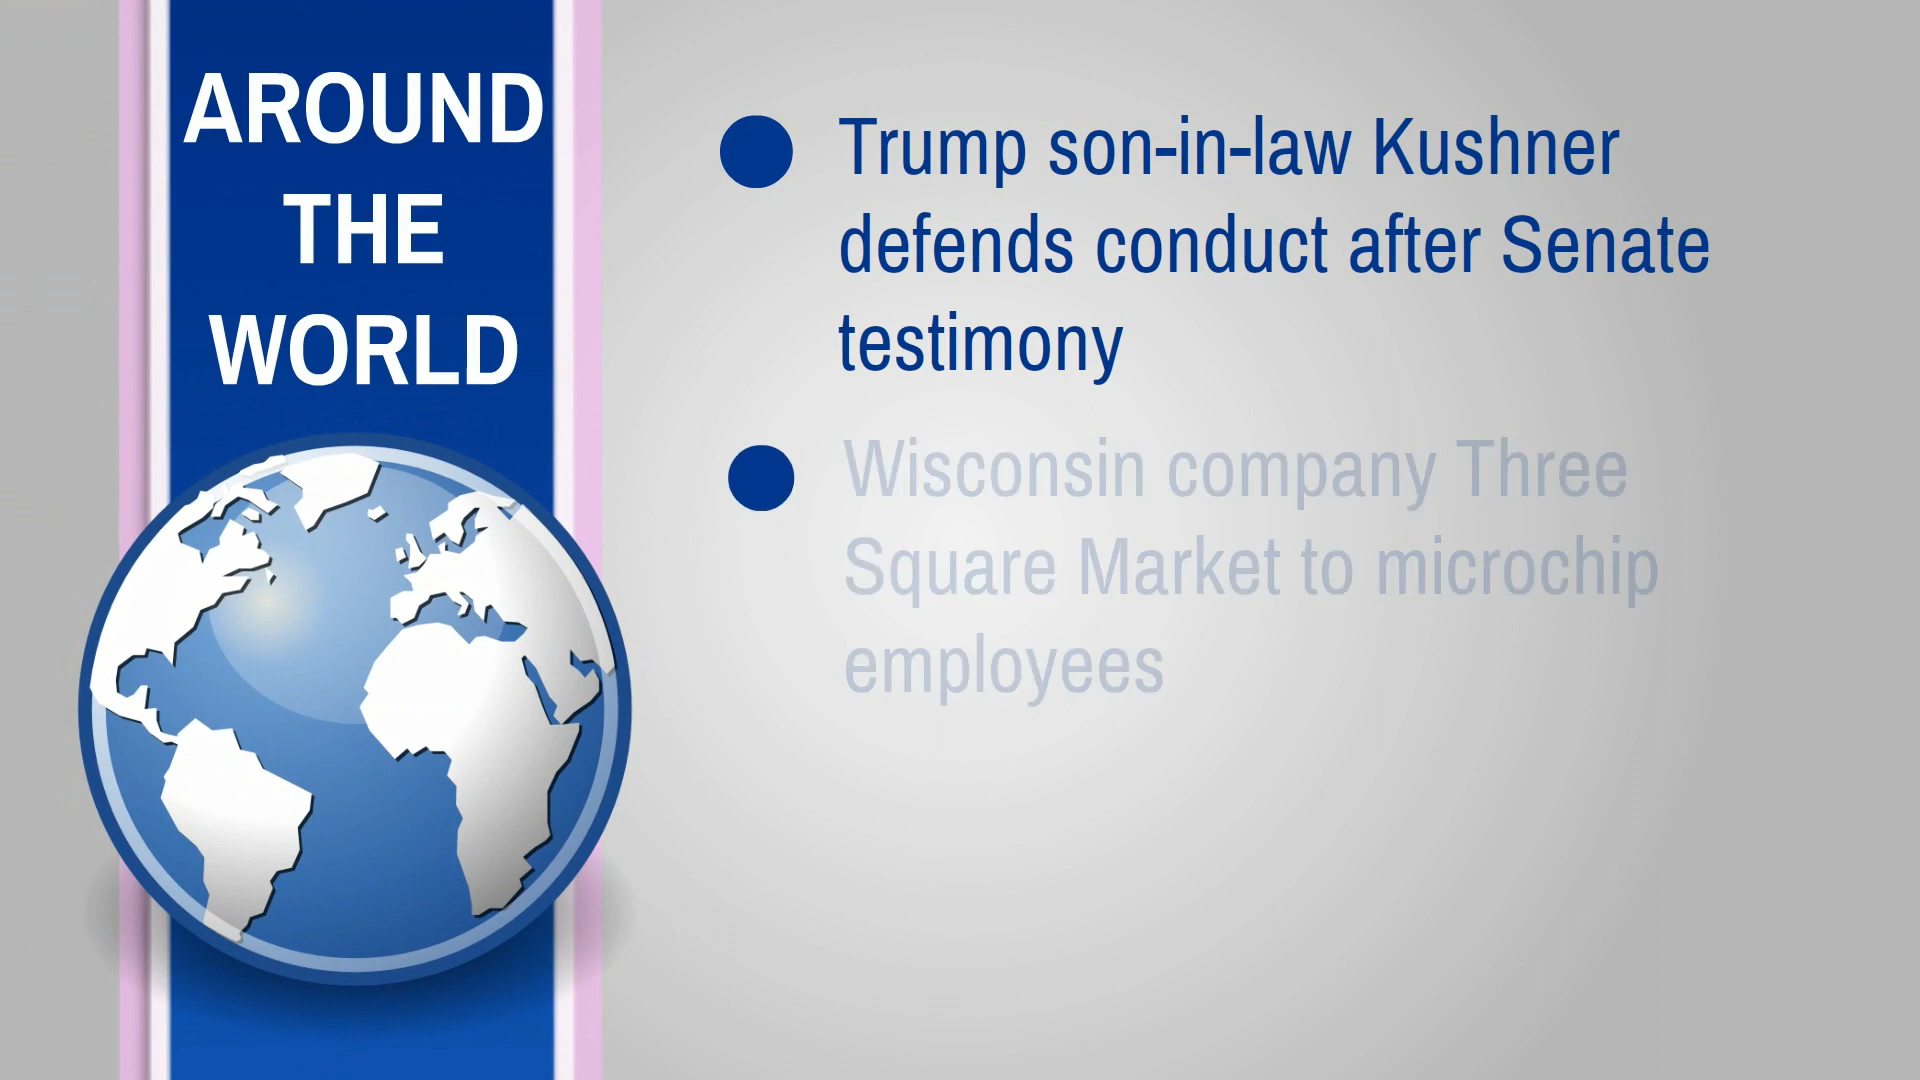 AROUND
THE
WORLD
Trump son-in-law Kushner
defends conduct after Senate
testimony
Wisconsin company Three
Square Market to microchip
employees